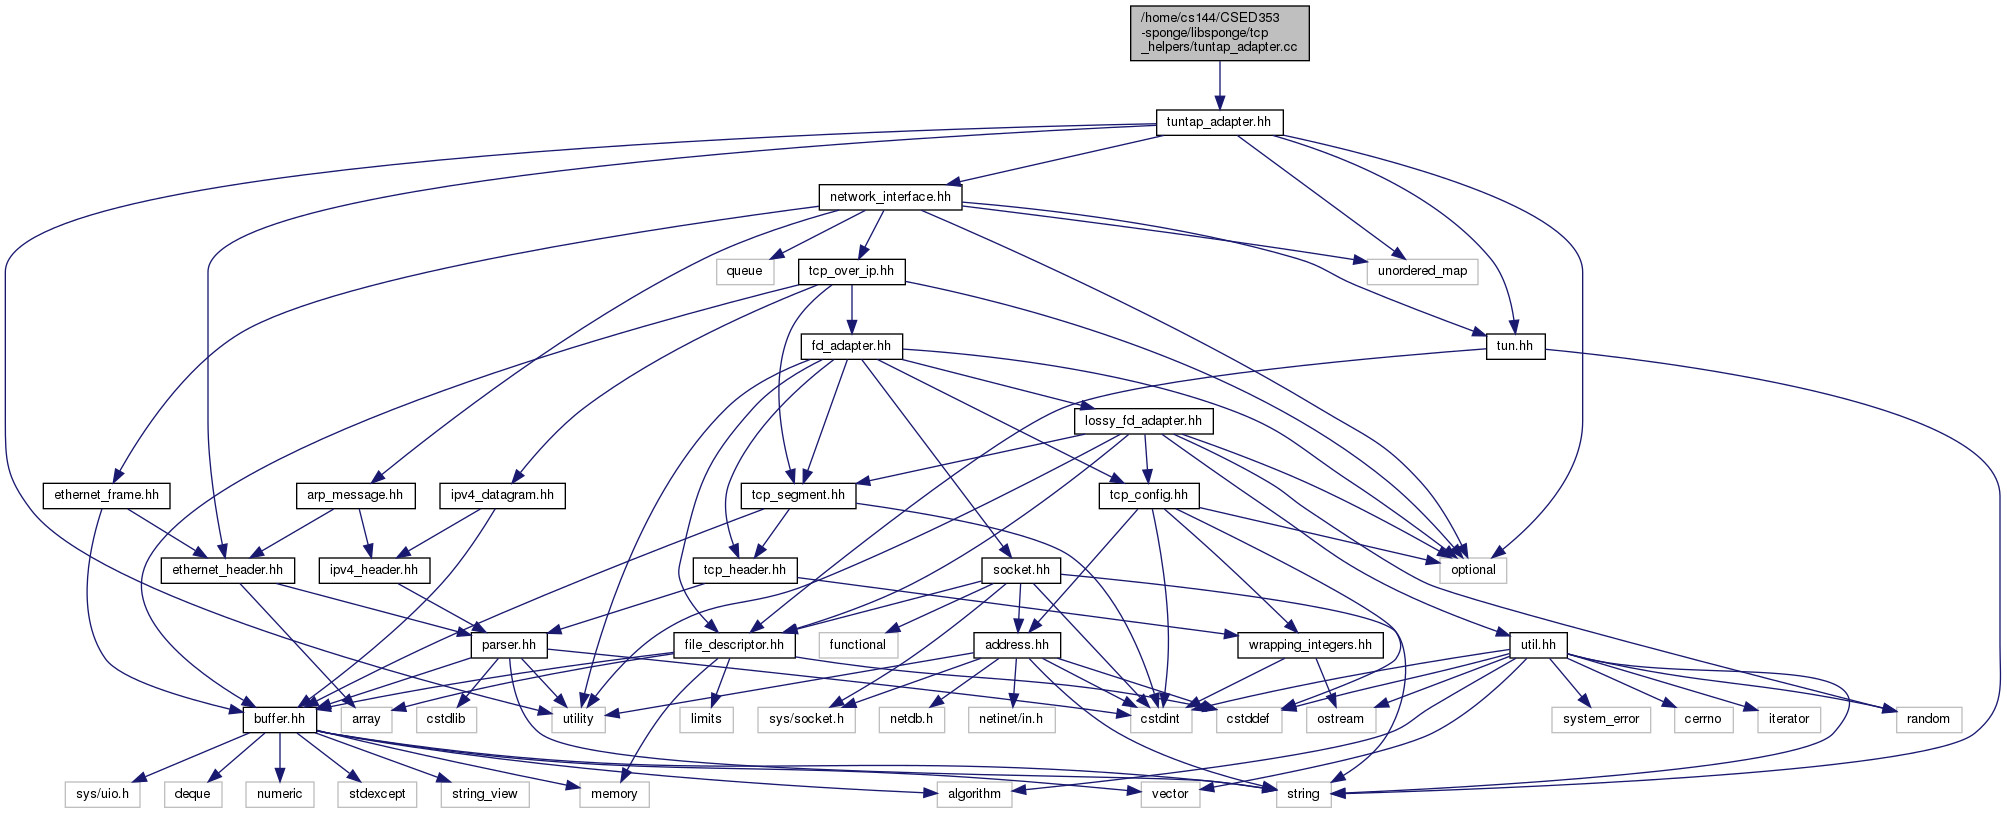 /home/cs144/CSED353
-sponge/libsponge/tcp
_helpers/tuntap_adapter.cc
tuntap_adapter.hh
network_interface.hh
queue
tcp_over_ip.hh
unordered_map
fd_adapter.hh
tun.hh
lossy_fd_adapter.hh
ethernet_frame.hh
arp_message.hh
ipv4_datagram.hh
tcp_segment.hh
tcp_config.hh
ethernet_header.hh
ipv4_header.hh
tcp_header.hh
socket.hh
optional
parser.hh
file_descriptor.hh
functional
address.hh
wrapping_integers.hh
util.hh
buffer.hh
array
cstdlib
utility
limits
sys/socket.h
netdb.h
netinet/in.h
cstdint
cstddef
ostream
system_error
cerrno
iterator
random
sys/uio.h
deque
numeric
stdexcept
string_view
memory
algorithm
vector
string